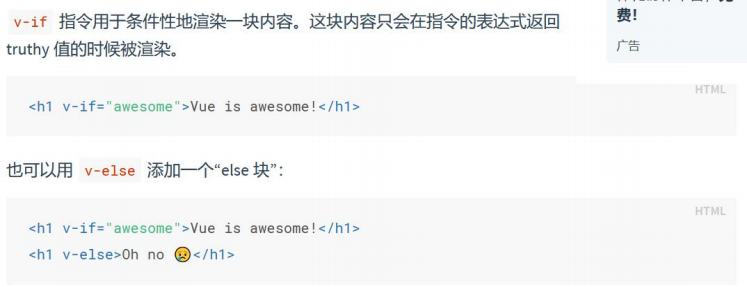 v-if 指令用于条件性地渲染一块内容。这块内容只会在指令的表达式返回
truthy 值的时候被渲染。
费!
广告
HTML
<h1 v-if="awesome">Vue is awesome!</h1>
也可以用 v-else 添加一个“else 块”：
HTML
<h1 v-if="awesome">Vue is awesome!</h1>
<h1 v-else>Oh no 😢</h1>